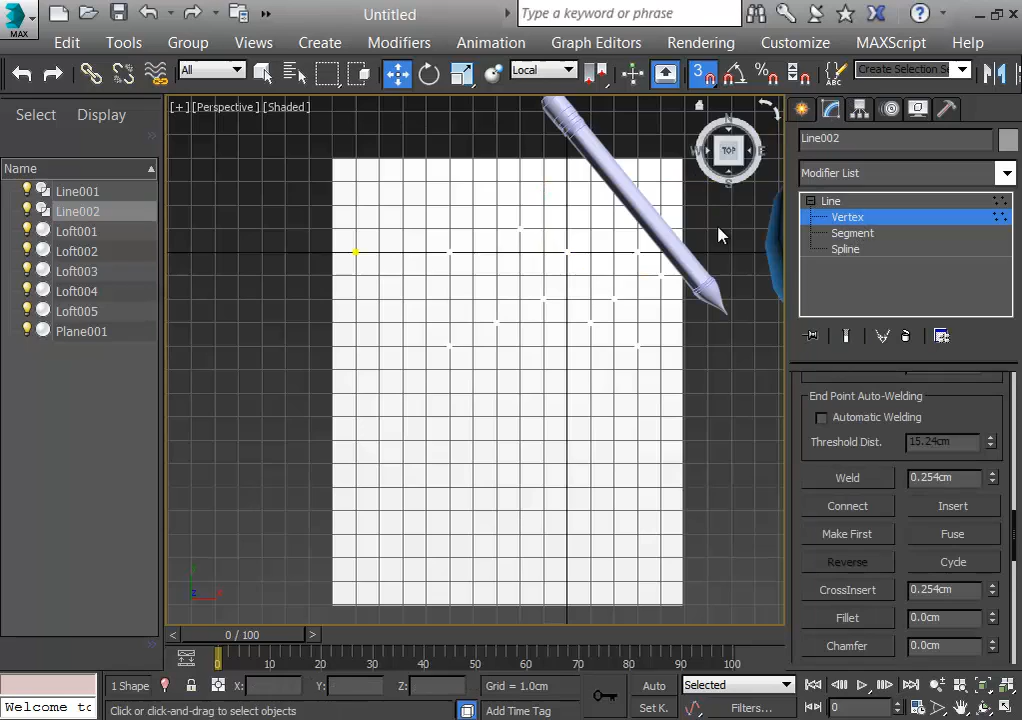 Untitled
Type a keyword or phrase
MAX
Edit Tools Group Views Create Modifiers Animation Graph Editors Rendering Customize MAXScript Help
All
Local
3
Create Selection Se
Select Display
Name
Line001
Line002
Loft001
Loft002
Loft003
Loft004
Loft005
Plane001
[+] [Perspective] [Shaded]
N
W TOP E
S
Line002
Modifier List
Line
Vertex
Segment
Spline
End Point Auto-Welding
Automatic Welding
Threshold Dist. 15.24cm
Weld 0.254cm
Connect Insert
Make First Fuse
Reverse Cycle
CrossInsert 0.254cm
Fillet 0.0cm
Chamfer 0.0cm
< 0 / 100 >
0 10 20 30 40 50 60 70 80 90 100
1 Shape X: Y: Z: Grid = 1.0cm Auto Selected
Welcome to Click or click-and-drag to select objects Add Time Tag Set K. Filters... 0